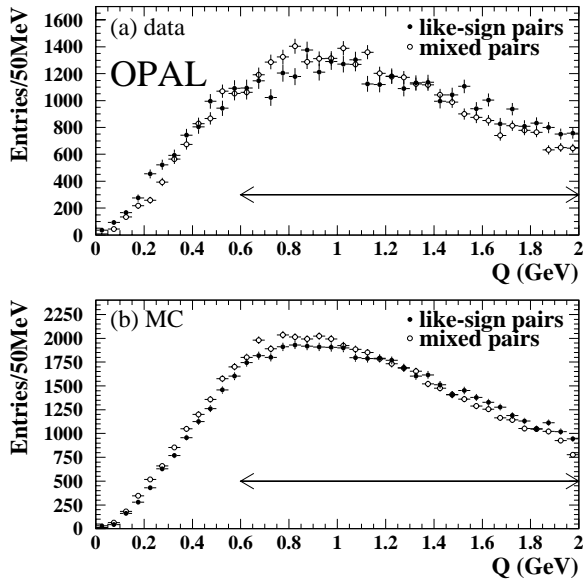 (a) data
OPAL
like-sign pairs
mixed pairs
Entries/50MeV
1600
1400
1200
1000
800
600
400
200
0
0 0.2 0.4 0.6 0.8 1 1.2 1.4 1.6 1.8 2
Q (GeV)
(b) MC
like-sign pairs
mixed pairs
Entries/50MeV
2250
2000
1750
1500
1250
1000
750
500
250
0
0 0.2 0.4 0.6 0.8 1 1.2 1.4 1.6 1.8 2
Q (GeV)